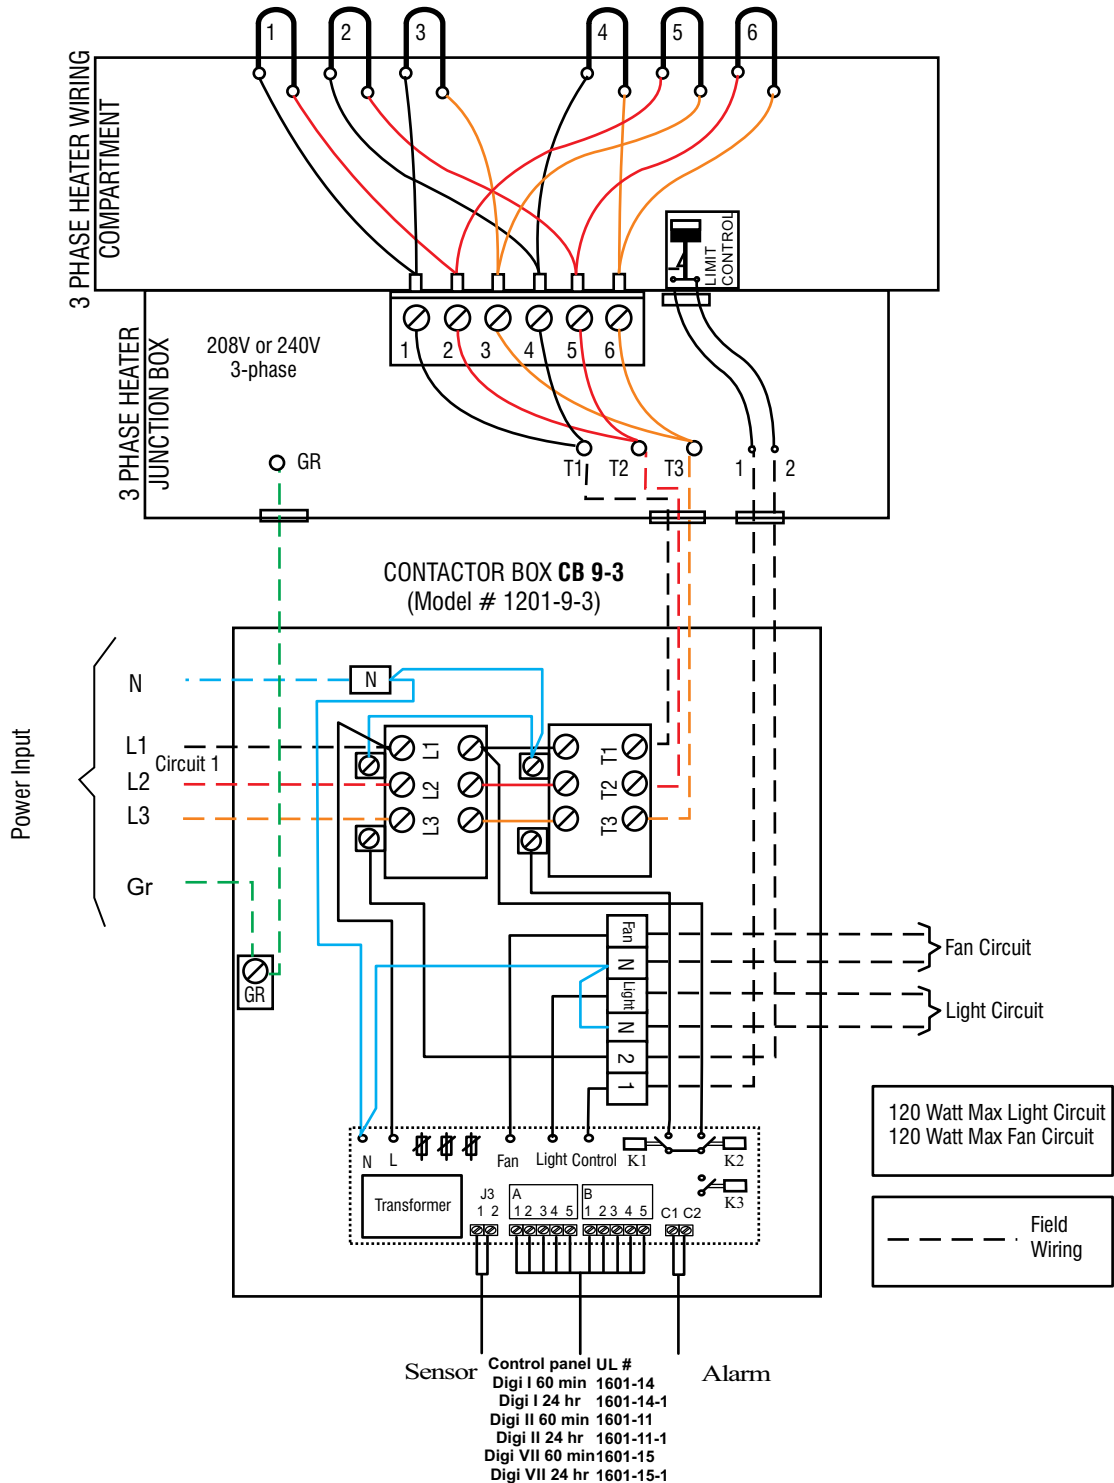 1 2 3 4 5 6
3 PHASE HEATER WIRING
COMPARTMENT
LIMIT
CONTROL
3 PHASE HEATER
JUNCTION BOX
208V or 240V
3-phase
1 2 3 4 5 6
GR
T1 T2 T3 1 2
CONTACTOR BOX CB 9-3
(Model # 1201-9-3)
Power Input
N
N
L1
Circuit 1
L2
L3
Gr
L1
L2
L3
T1
T2
T3
GR
Fan
N
Light
N
2
1
Fan Circuit
Light Circuit
120 Watt Max Light Circuit
120 Watt Max Fan Circuit
Field
Wiring
N L Fan Light Control K1 K2
K3
Transformer
J3
1 2
A
1 2 3 4 5
B
1 2 3 4 5
C1 C2
Sensor
Alarm
Control panel UL #
Digi I 60 min 1601-14
Digi I 24 hr 1601-14-1
Digi II 60 min 1601-11
Digi II 24 hr 1601-11-1
Digi VII 60 min 1601-15
Digi VII 24 hr 1601-15-1